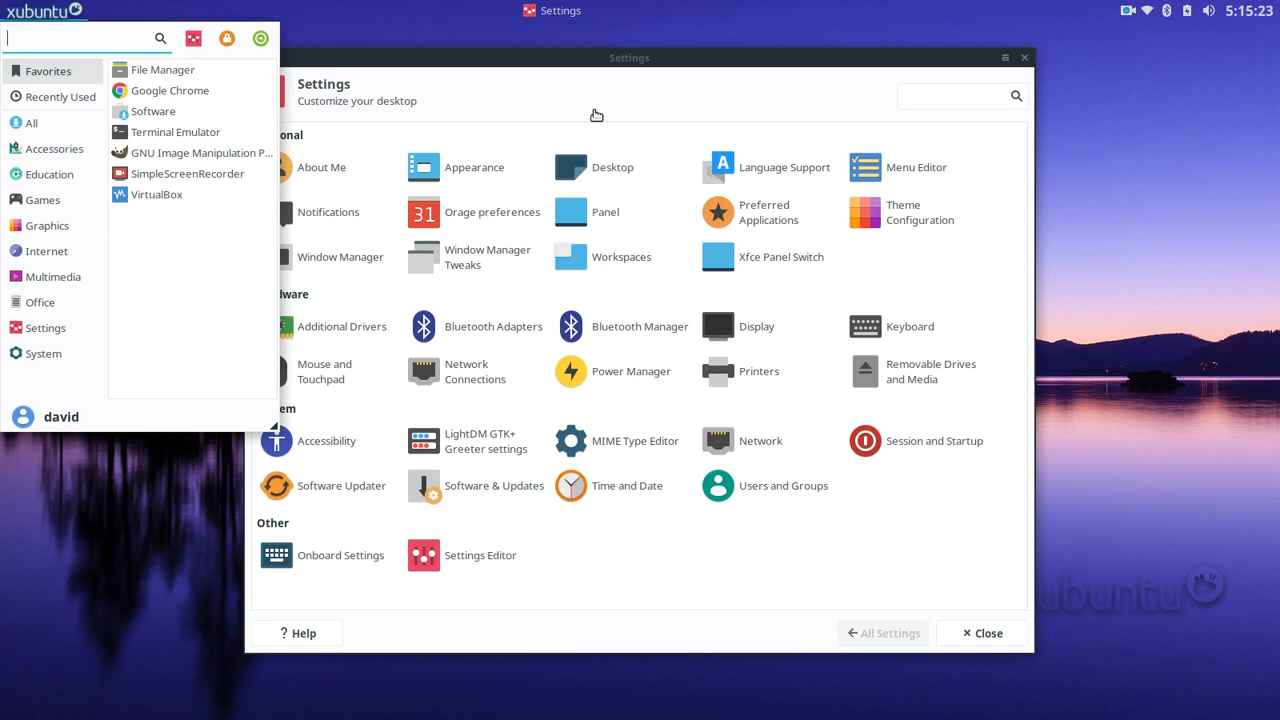 xubuntu
Settings
5:15:23
Favorites
Recently Used
All
Accessories
Education
Games
Graphics
Internet
Multimedia
Office
Settings
System
david
File Manager
Google Chrome
Software
Terminal Emulator
GNU Image Manipulation P...
SimpleScreenRecorder
VirtualBox
Settings
Settings
Customize your desktop
onal
About Me
Appearance
Desktop
A
Language Support
Menu Editor
Notifications
31
Orage preferences
Panel
Preferred
Applications
Theme
Configuration
Window Manager
Window Manager
Tweaks
Workspaces
Xfce Panel Switch
dware
Additional Drivers
Bluetooth Adapters
Bluetooth Manager
Display
Keyboard
Mouse and
Touchpad
Network
Connections
Power Manager
Printers
Removable Drives
and Media
em
Accessibility
LightDM GTK+
Greeter settings
MIME Type Editor
Network
Session and Startup
Software Updater
Software & Updates
Time and Date
Users and Groups
Other
Onboard Settings
Settings Editor
? Help
All Settings
Close
ubuntu